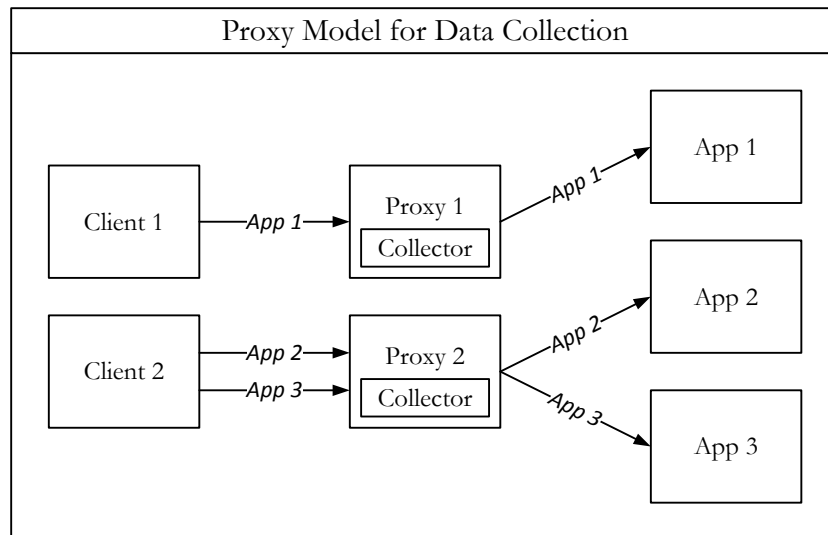 Proxy Model for Data Collection
Client 1
App 1
Proxy 1
Collector
App 1
App 1
Client 2
App 2
App 3
Proxy 2
Collector
App 2
App 3
App 2
App 3